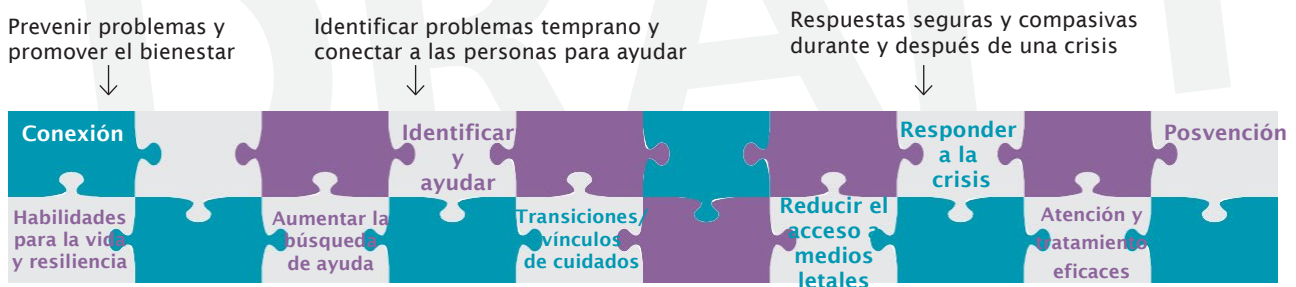 Prevenir problemas y
promover el bienestar
Identificar problemas temprano y
conectar a las personas para ayudar
Respuestas seguras y compasivas
durante y después de una crisis
Conexión
Identificar
y
ayudar
Responder
a la
crisis
Posvención
Habilidades
para la vida
y resiliencia
Aumentar la
búsqueda
de ayuda
Transiciones/
vínculos
de cuidados
Reducir el
acceso a
medios
letales
Atención y
tratamiento
eficaces
DRAFT